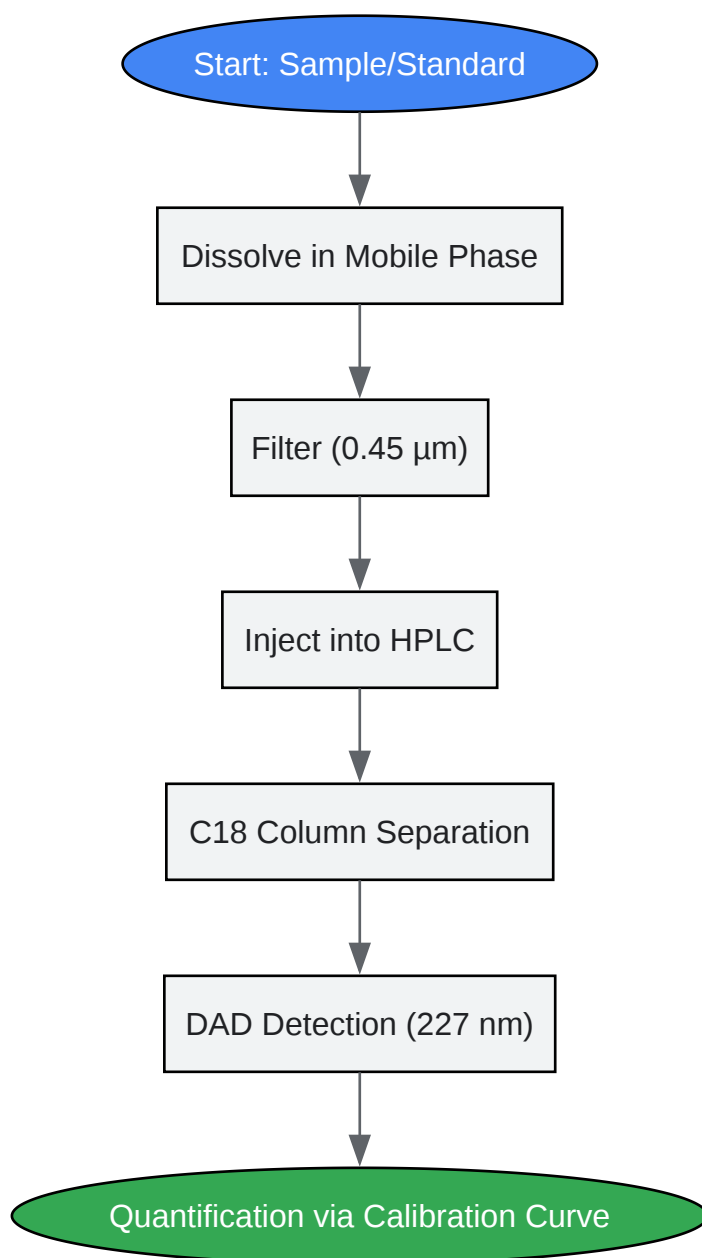 Start: Sample/Standard
Dissolve in Mobile Phase
Filter (0.45 µm)
Inject into HPLC
C18 Column Separation
DAD Detection (227 nm)
Quantification via Calibration Curve